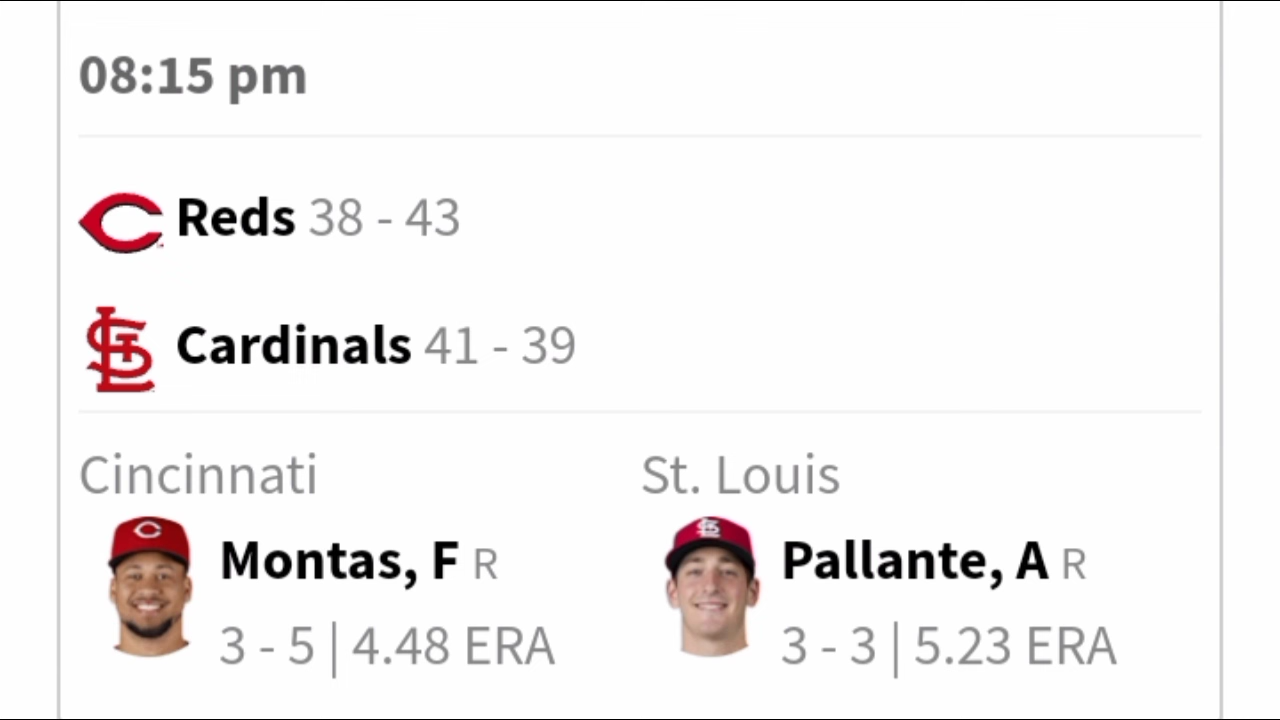 08:15 pm
Reds 38 - 43
Cardinals 41 - 39
Cincinnati
St. Louis
Montas, F R
Pallante, A R
3 - 5 | 4.48 ERA
3 - 3 | 5.23 ERA